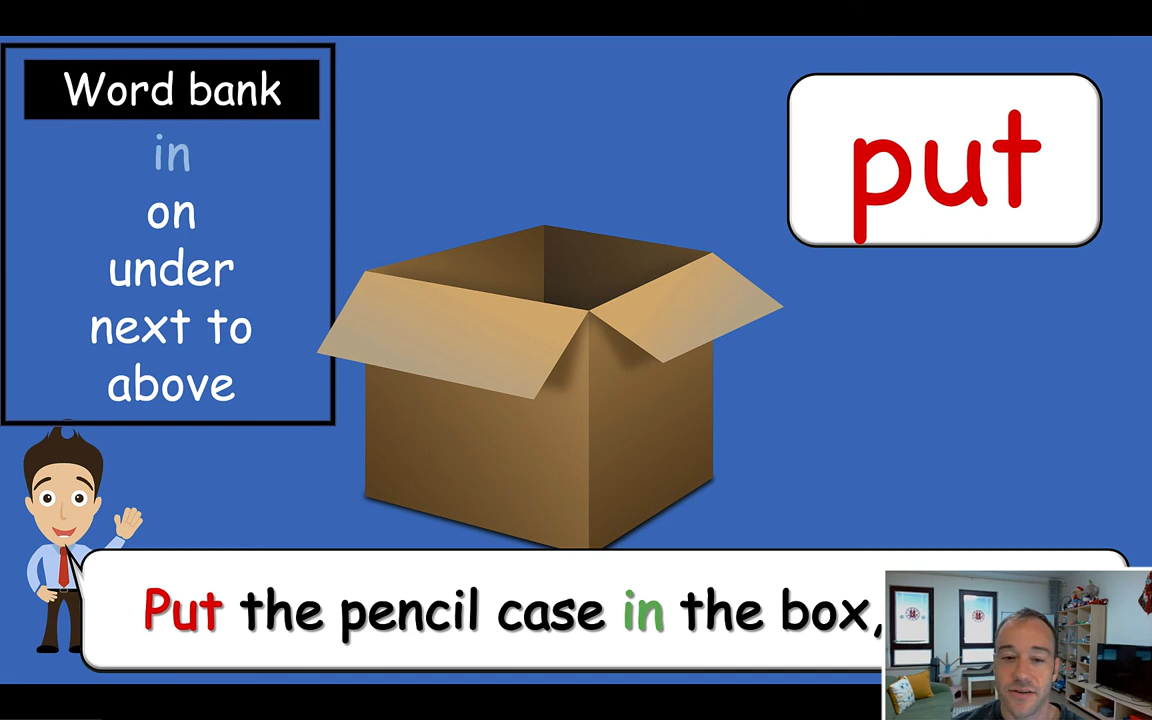 Word bank
in
on
under
next to
above
put
Put the pencil case in the box,